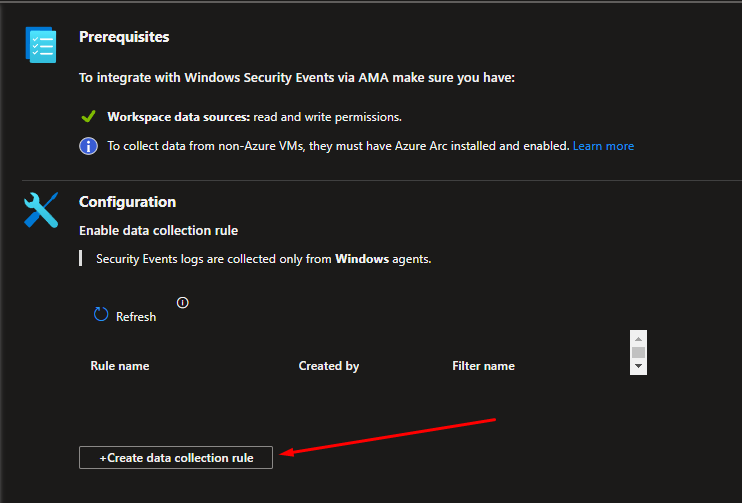 Prerequisites
To integrate with Windows Security Events via AMA make sure you have:
Workspace data sources: read and write permissions.
To collect data from non-Azure VMs, they must have Azure Arc installed and enabled. Learn more
Configuration
Enable data collection rule
Security Events logs are collected only from Windows agents.
Refresh
Rule name Created by Filter name
+Create data collection rule